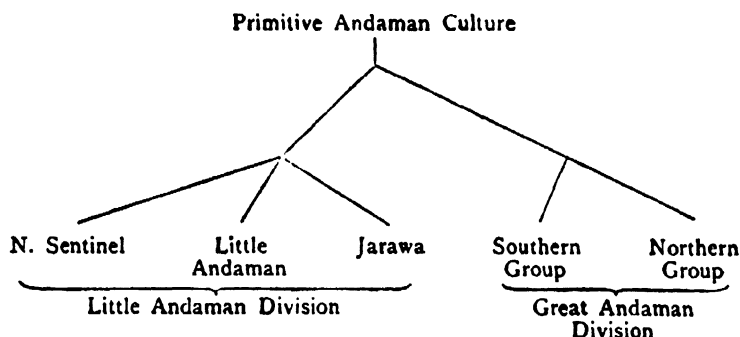 Primitive Andaman Culture
N. Sentinel
Little
Andaman
Jarawa
Southern
Group
Northern
Group
Little Andaman Division
Great Andaman
Division